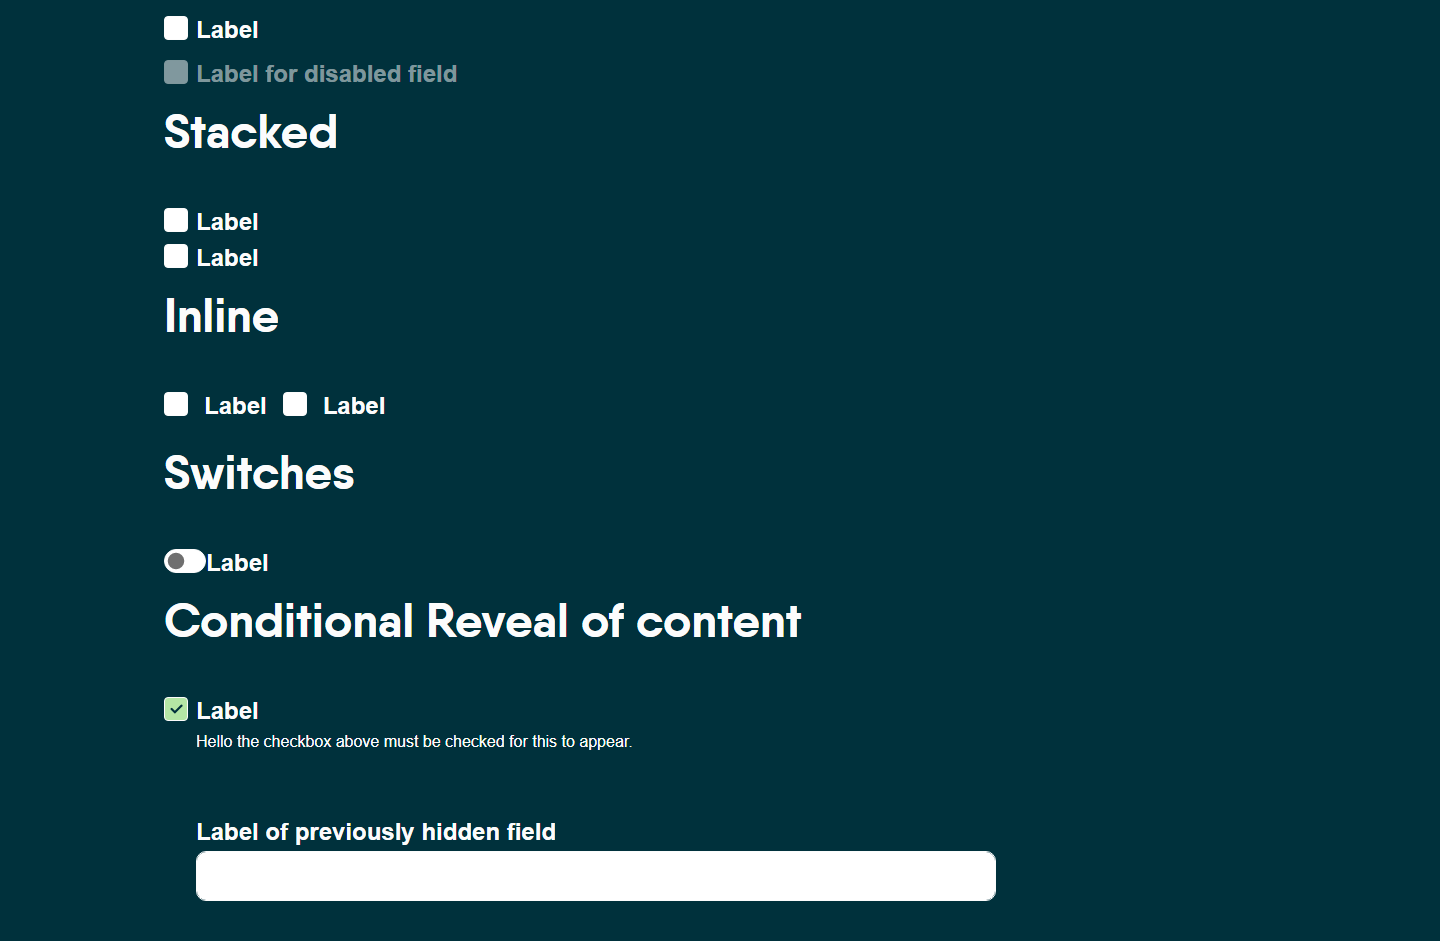 Label
Label for disabled field
Stacked
Label
Label
Inline
Label Label
Switches
Label
Conditional Reveal of content
Label
Hello the checkbox above must be checked for this to appear.
Label of previously hidden field